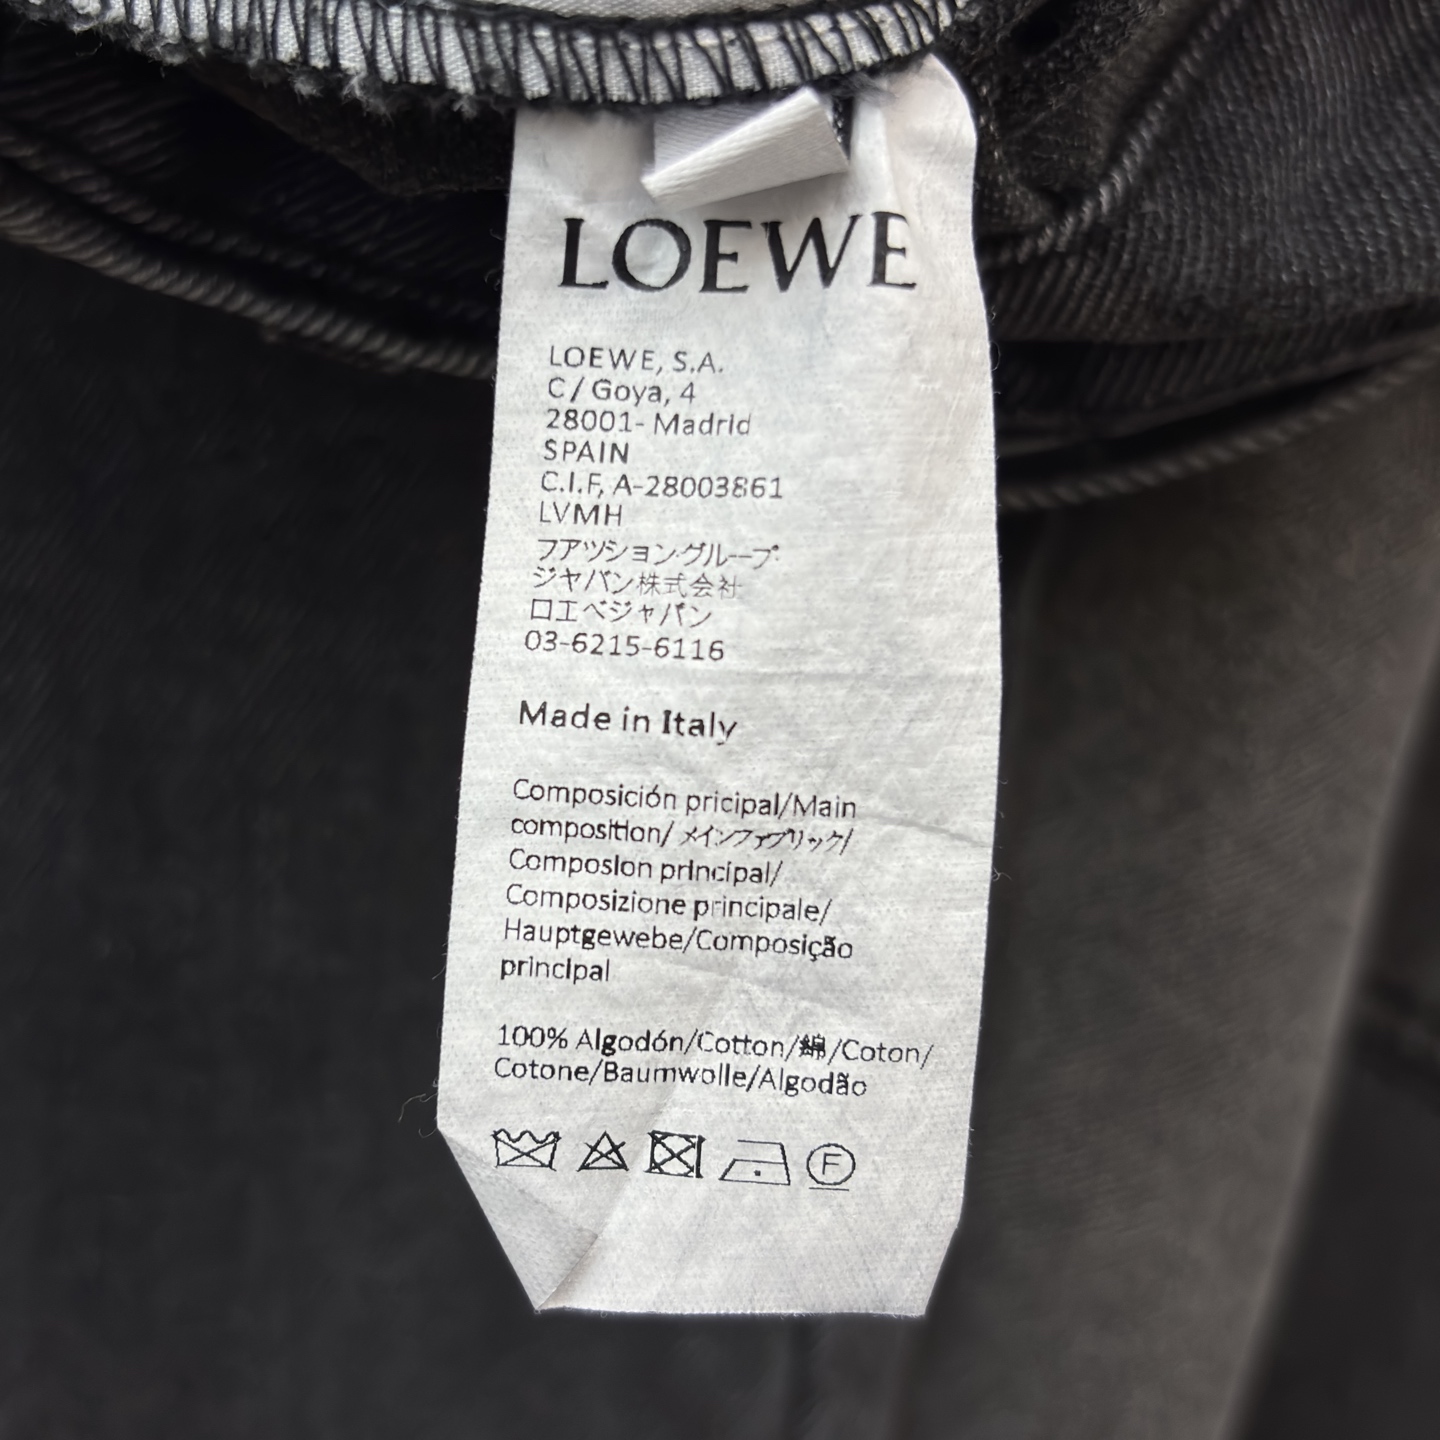 LOEWE
LOEWE, S.A.
C/ Goya, 4
28001- Madrid
SPAIN
C.I.F, A-28003861
LVMH
フアツション・グループ・
ジヤパン株式会社
ロエベジャパン
03-6215-6116
Made in Italy
Composición pricipal/Main
composition/メインファブリック/
Composion principal/
Composizione principale/
Hauptgewebe/Composição
principal
100% Algodón/Cotton/綿/Coton/
Cotone/Baumwolle/Algodão
F